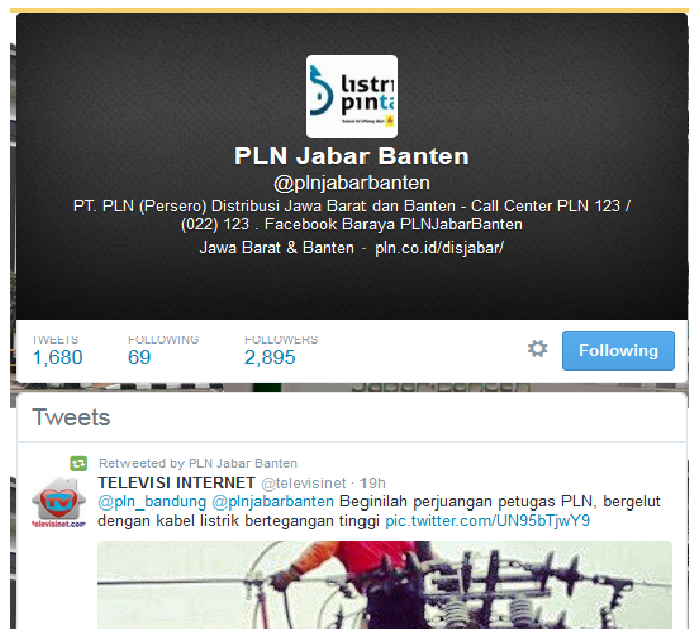 listri
pinta
PLN Jabar Banten
@plnjabarbanten
PT. PLN (Persero) Distribusi Jawa Barat dan Banten - Call Center PLN 123 /
(022) 123 . Facebook Baraya PLNJabarBanten
Jawa Barat & Banten - pln.co.id/disjabar/
TWEETS FOLLOWING FOLLOWERS
1,680 69 2,895
Following
JabarBanten
Tweets
Retweeted by PLN Jabar Banten
TELEVISI INTERNET @televisinet · 19h
@pln_bandung @plnjabarbanten Beginilah perjuangan petugas PLN, bergelut
dengan kabel listrik bertegangan tinggi pic.twitter.com/UN95bTjwY9
TV
televisinet.com